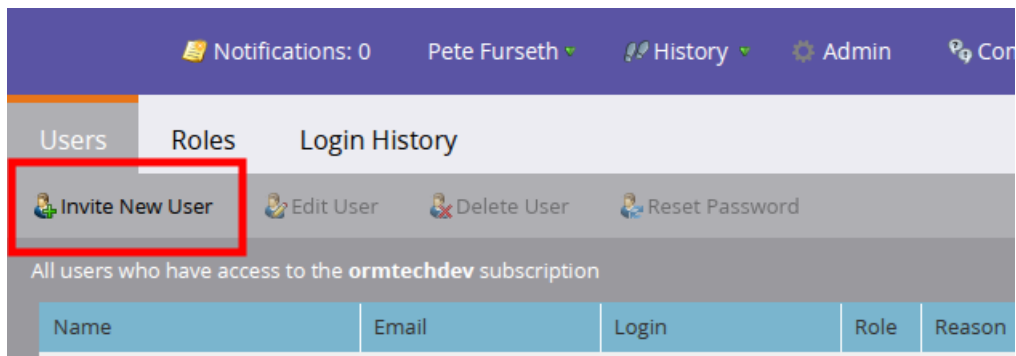 Notifications: 0 Pete Furseth History Admin
Users Roles Login History
Invite New User Edit User Delete User Reset Password
All users who have access to the ormtechdev subscription
Name Email Login Role Reason